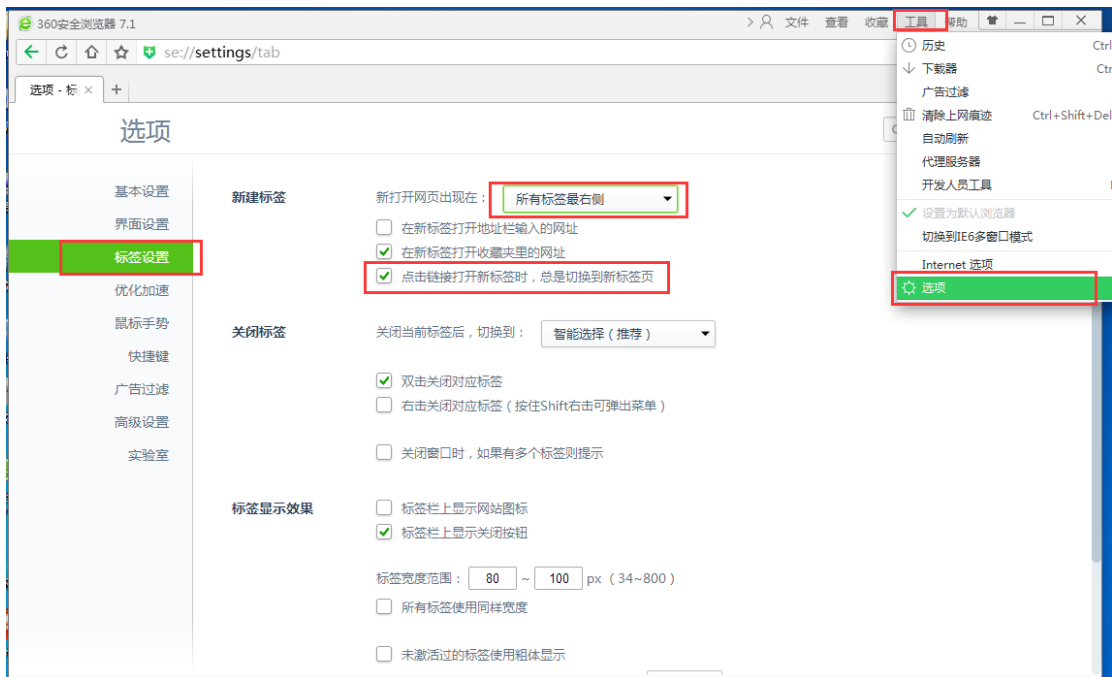 360安全浏览器 7.1
文件 查看 收藏 工具 帮助
se://settings/tab
选项 - 标
选项
基本设置
界面设置
标签设置
优化加速
鼠标手势
快捷键
广告过滤
高级设置
实验室
新建标签
新打开网页出现在： 所有标签最右侧
在新标签打开地址栏输入的网址
在新标签打开收藏夹里的网址
点击链接打开新标签时，总是切换到新标签页
关闭标签
关闭当前标签后，切换到： 智能选择（推荐）
双击关闭对应标签
右击关闭对应标签（按住Shift右击可弹出菜单）
关闭窗口时，如果有多个标签则提示
标签显示效果
标签栏上显示网站图标
标签栏上显示关闭按钮
标签宽度范围： 80 ~ 100 px （34~800）
所有标签使用同样宽度
未激活过的标签使用粗体显示
历史 Ctrl
下载器 Ctr
广告过滤
清除上网痕迹 Ctrl+Shift+Del
自动刷新
代理服务器
开发人员工具
设置为默认浏览器
切换到IE6多窗口模式
Internet 选项
选项